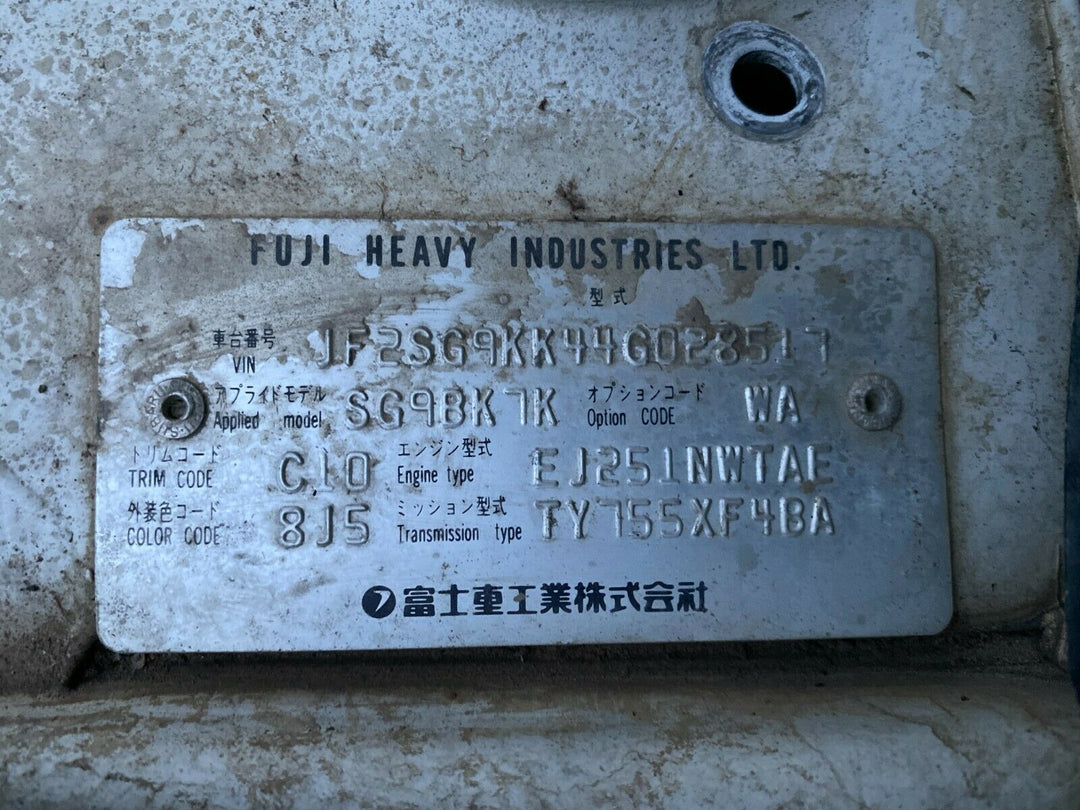 FUJI HEAVY INDUSTRIES LTD.
型式
車台番号 VIN JF2SG9KK44G028517
アプライドモデル Applied model SG9BK7K オプションコード Option CODE WA
トリムコード TRIM CODE C10 エンジン型式 Engine type EJ251NWTAE
外装色コード COLOR CODE 8J5 ミッション型式 Transmission type TY755XF4BA
フ富士重工業株式会社